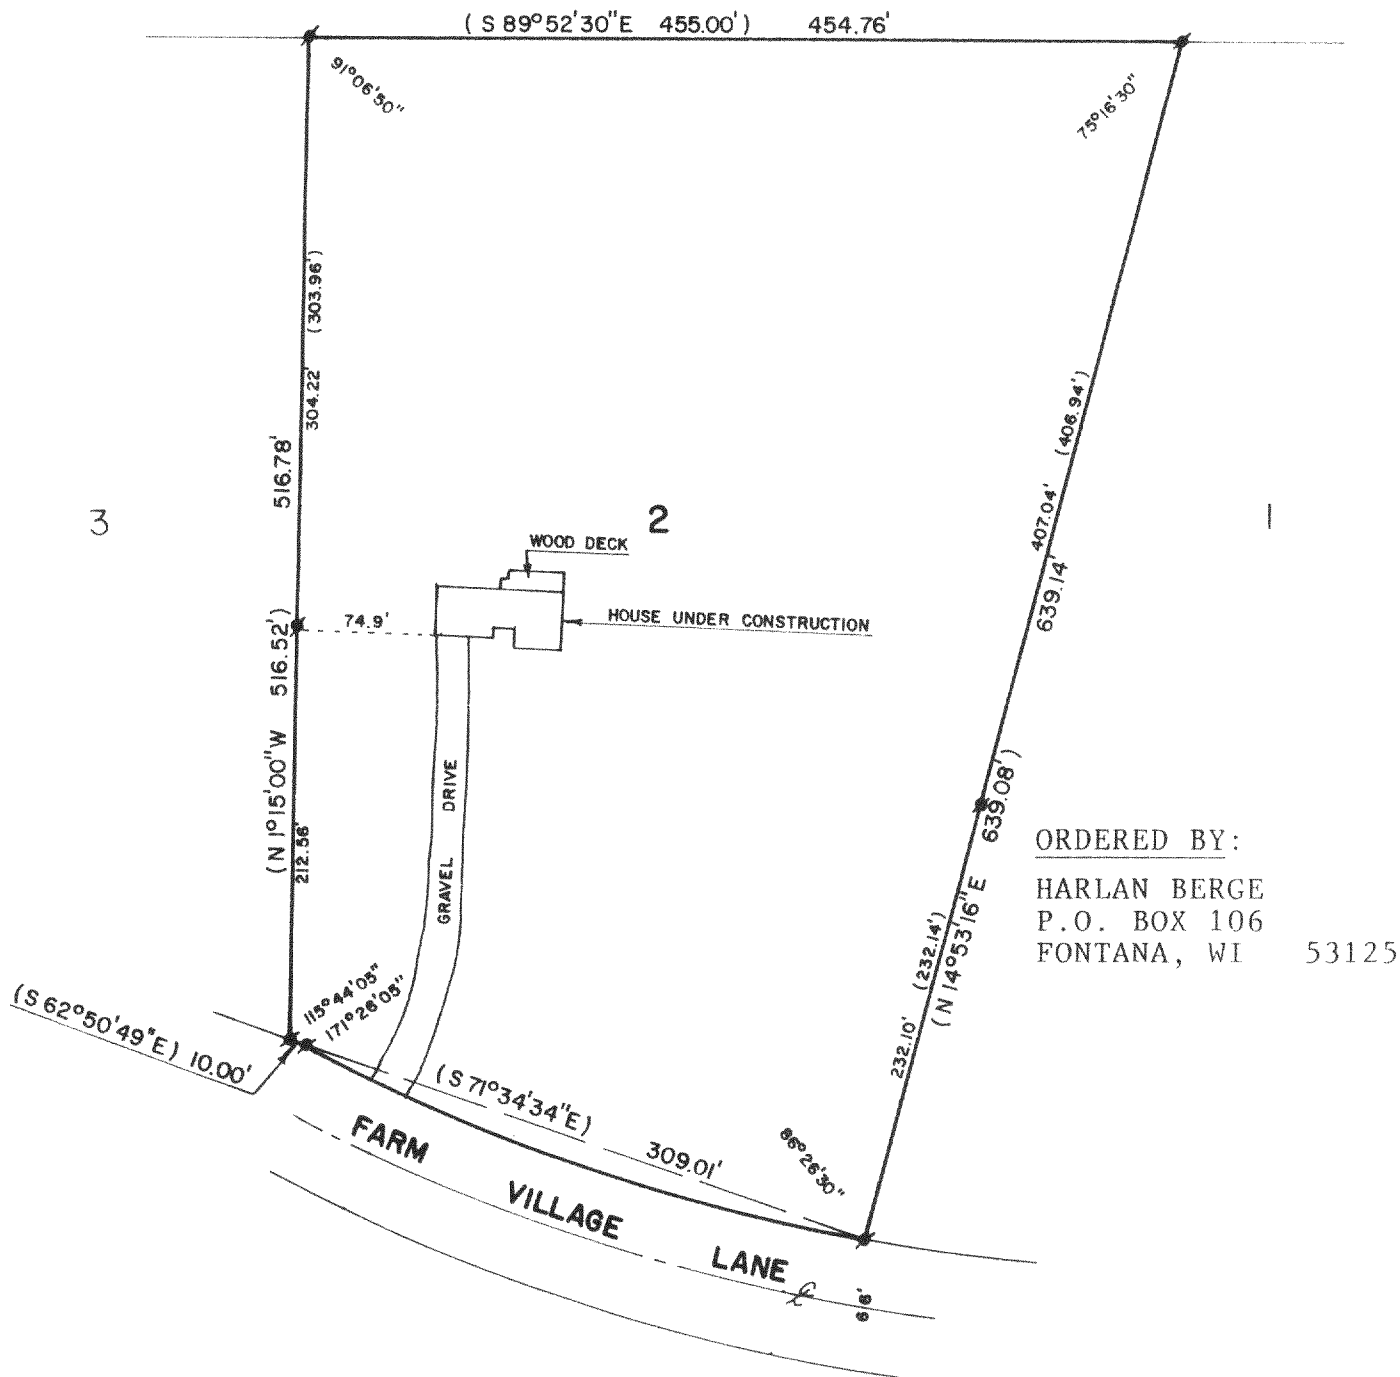 ( S 89°52'30"E 455.00') 454.76'
91°06'50"
75°16'30"
(303.96')
304.22'
516.78'
(N 1°15'00"W 516.52')
212.56'
(406.94')
407.04'
639.14'
639.08')
(N 14°53'16"E
(232.14')
232.10'
3
2
1
WOOD DECK
HOUSE UNDER CONSTRUCTION
74.9'
GRAVEL DRIVE
ORDERED BY:
HARLAN BERGE
P.O. BOX 106
FONTANA, WI 53125
115°44'05"
171°26'05"
(S 62°50'49"E) 10.00'
(S 71°34'34"E)
309.01'
86°26'30"
FARM VILLAGE LANE
℄
66'